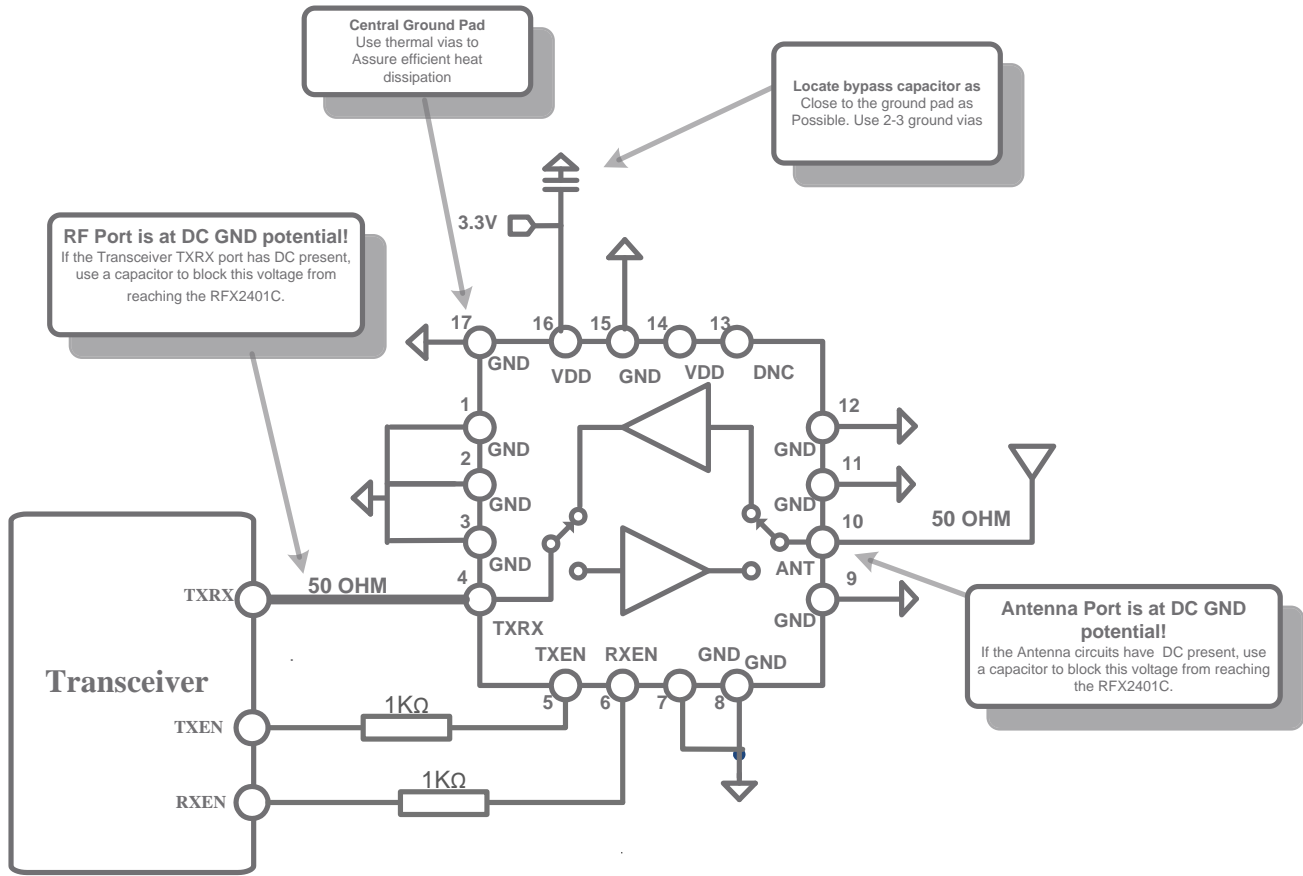 Central Ground Pad
Use thermal vias to
Assure efficient heat
dissipation
Locate bypass capacitor as
Close to the ground pad as
Possible. Use 2-3 ground vias
3.3V
RF Port is at DC GND potential!
If the Transceiver TXRX port has DC present,
use a capacitor to block this voltage from
reaching the RFX2401C.
17
16
15
14
13
GND
VDD
GND
VDD
DNC
1
GND
2
GND
3
GND
4
TXRX
12
GND
11
GND
10
ANT
9
GND
50 OHM
50 OHM
TXRX
Transceiver
TXEN
RXEN
TXEN
RXEN
GND
GND
5
6
7
8
1KΩ
1KΩ
Antenna Port is at DC GND
potential!
If the Antenna circuits have DC present, use
a capacitor to block this voltage from reaching
the RFX2401C.